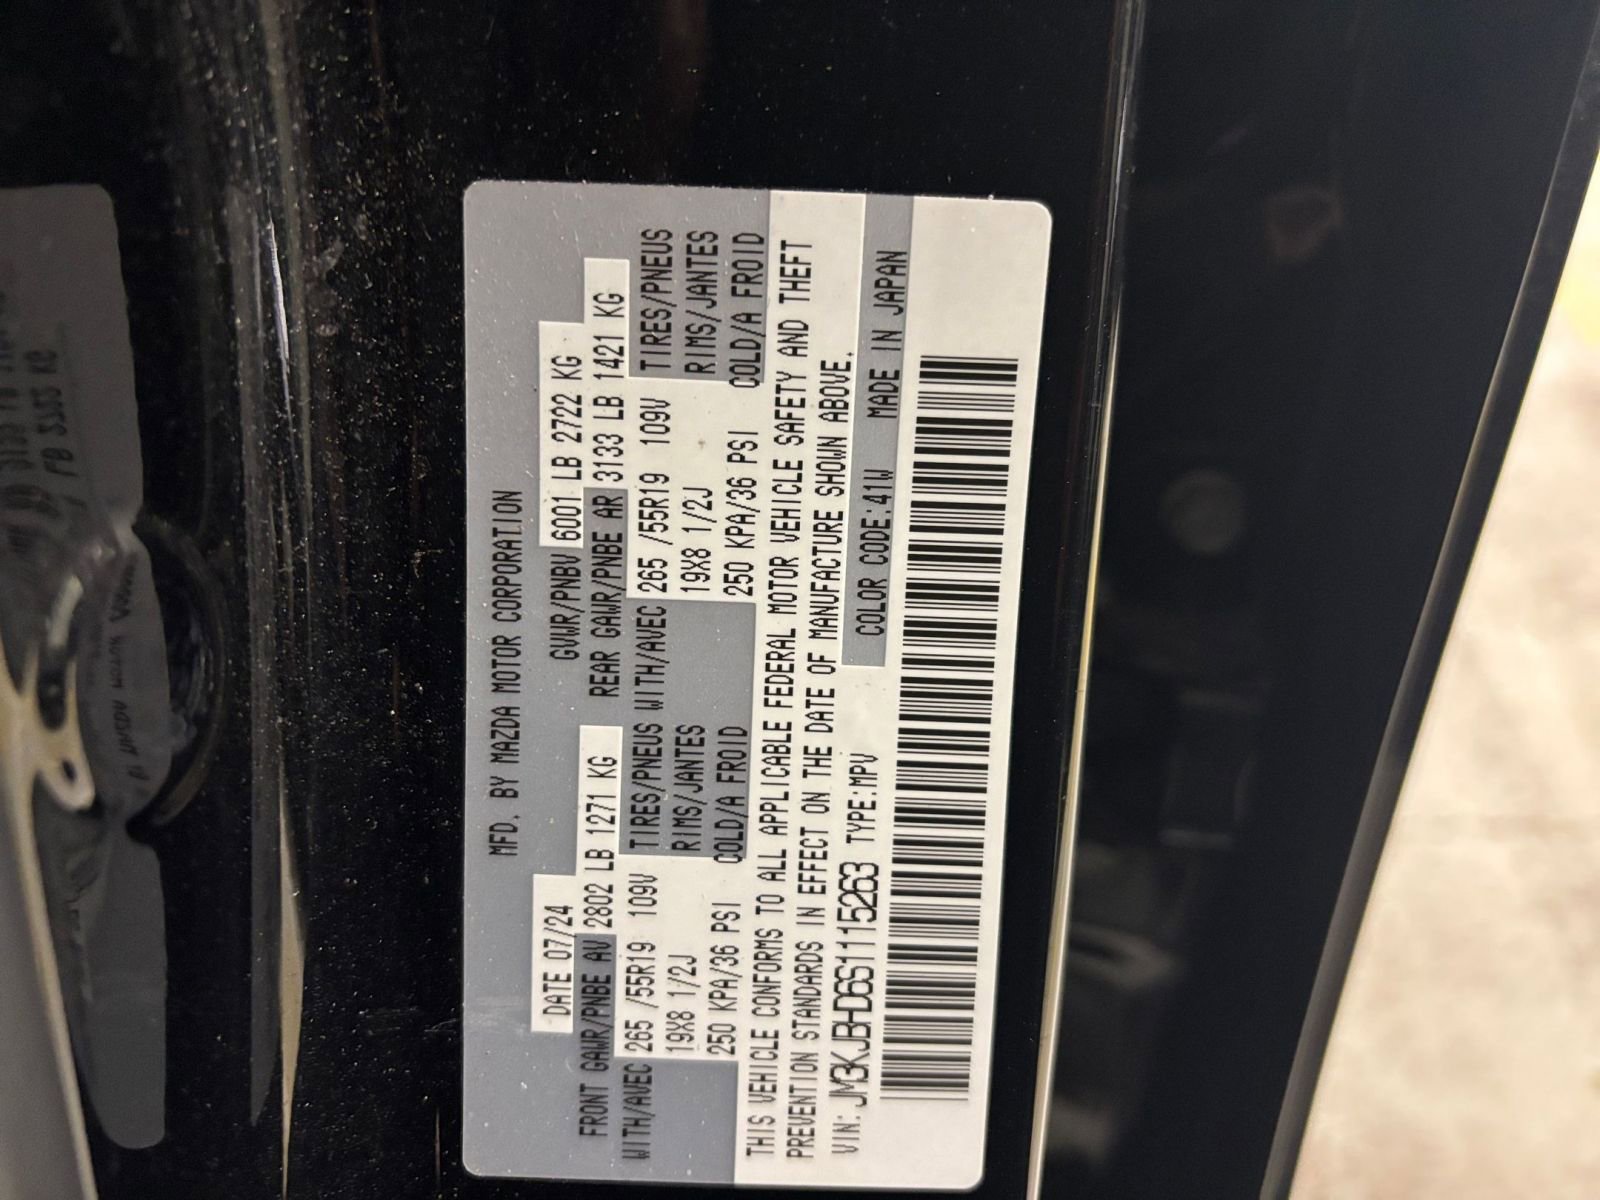 MFD. BY MAZDA MOTOR CORPORATION
DATE 07/24 GVWR/PNBV 6001 LB 2722 KG
FRONT GAWR/PNBE AV 2802 LB 1271 KG REAR GAWR/PNBE AR 3133 LB 1421 KG
WITH/AVEC 265 /55R19 109V TIRES/PNEUS WITH/AVEC 265 /55R19 109V TIRES/PNEUS
19X8 1/2J RIMS/JANTES 19X8 1/2J RIMS/JANTES
250 KPA/36 PSI COLD/A FROID 250 KPA/36 PSI COLD/A FROID
THIS VEHICLE CONFORMS TO ALL APPLICABLE FEDERAL MOTOR VEHICLE SAFETY AND THEFT
PREVENTION STANDARDS IN EFFECT ON THE DATE OF MANUFACTURE SHOWN ABOVE.
VIN: JM3KJBHD6S1115263 TYPE:MPV COLOR CODE:41W MADE IN JAPAN